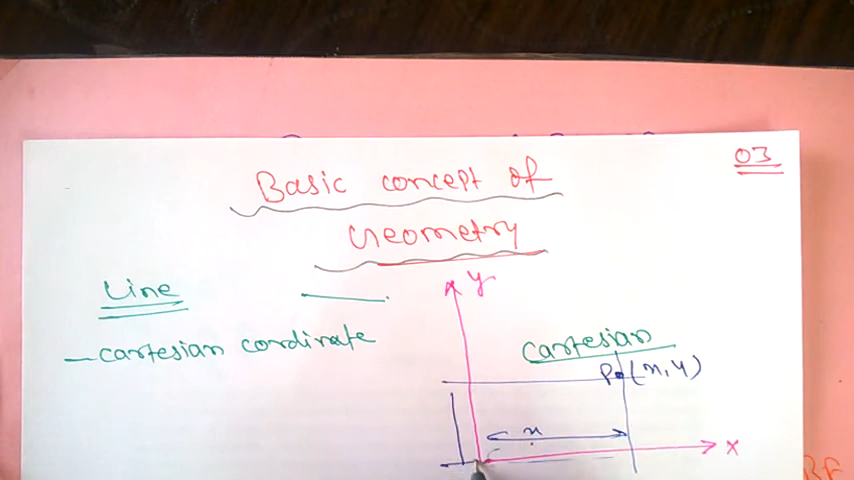 03
Basic concept of
Geometry
Line
y
— cartesian cordinate
cartesian
P (x, y)
x
X